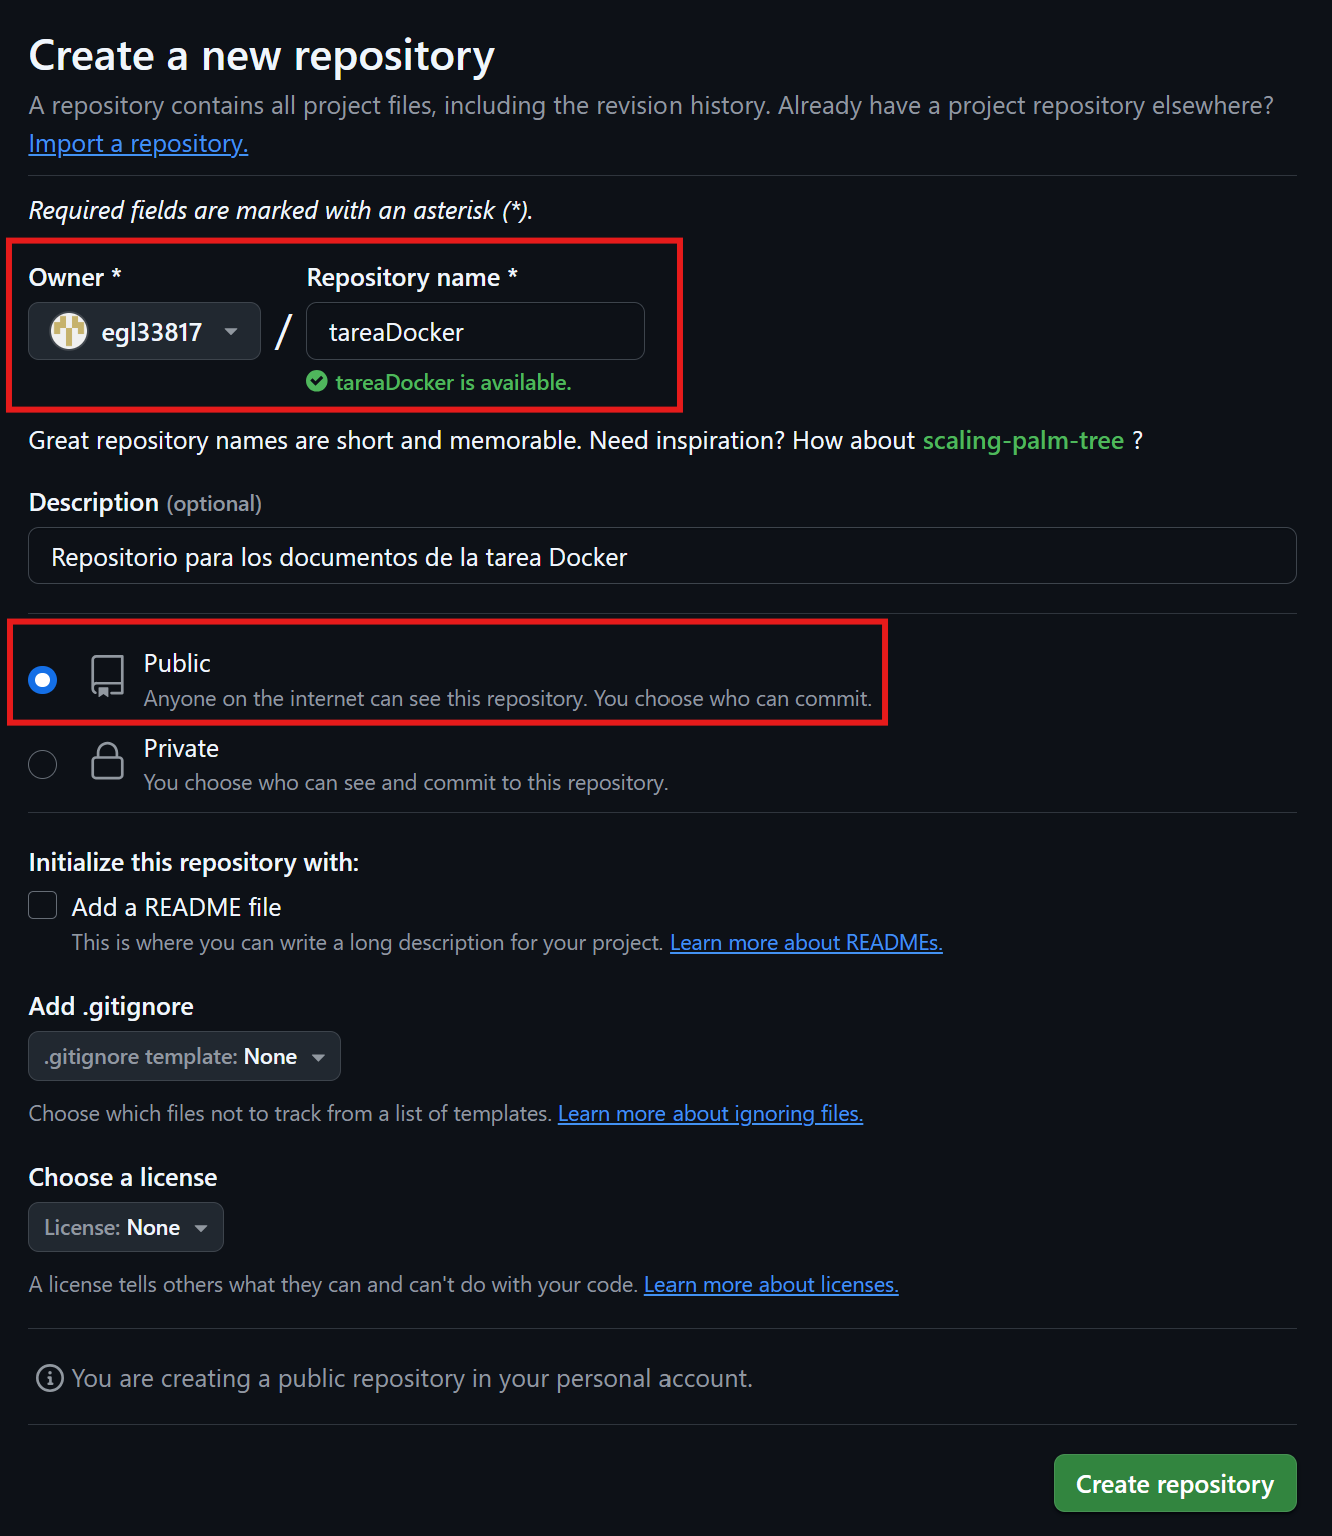 Create a new repository
A repository contains all project files, including the revision history. Already have a project repository elsewhere?
Import a repository.
Required fields are marked with an asterisk (*).
Owner *
Repository name *
egl33817 / tareaDocker
tareaDocker is available.
Great repository names are short and memorable. Need inspiration? How about scaling-palm-tree ?
Description (optional)
Repositorio para los documentos de la tarea Docker
Public
Anyone on the internet can see this repository. You choose who can commit.
Private
You choose who can see and commit to this repository.
Initialize this repository with:
Add a README file
This is where you can write a long description for your project. Learn more about READMEs.
Add .gitignore
.gitignore template: None
Choose which files not to track from a list of templates. Learn more about ignoring files.
Choose a license
License: None
A license tells others what they can and can't do with your code. Learn more about licenses.
You are creating a public repository in your personal account.
Create repository